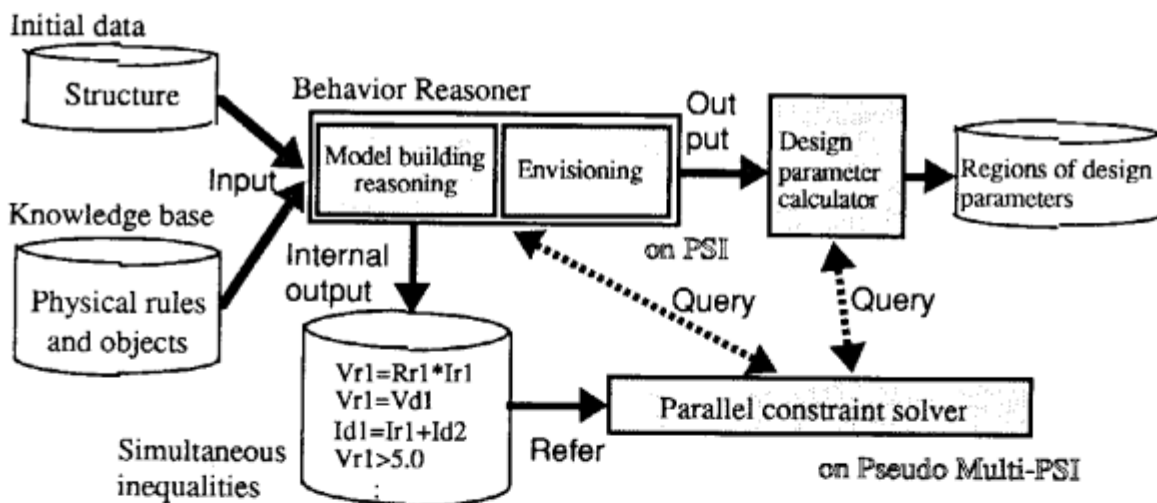 Initial data
Structure
Behavior Reasoner
Model building
reasoning
Envisioning
Out
put
Design
parameter
calculator
Regions of design
parameters
Input
Knowledge base
Physical rules
and objects
on PSI
Internal
output
Query
Query
Vr1=Rr1*Ir1
Vr1=Vd1
Id1=Ir1+Id2
Vr1>5.0
:
Simultaneous
inequalities
Refer
Parallel constraint solver
on Pseudo Multi-PSI